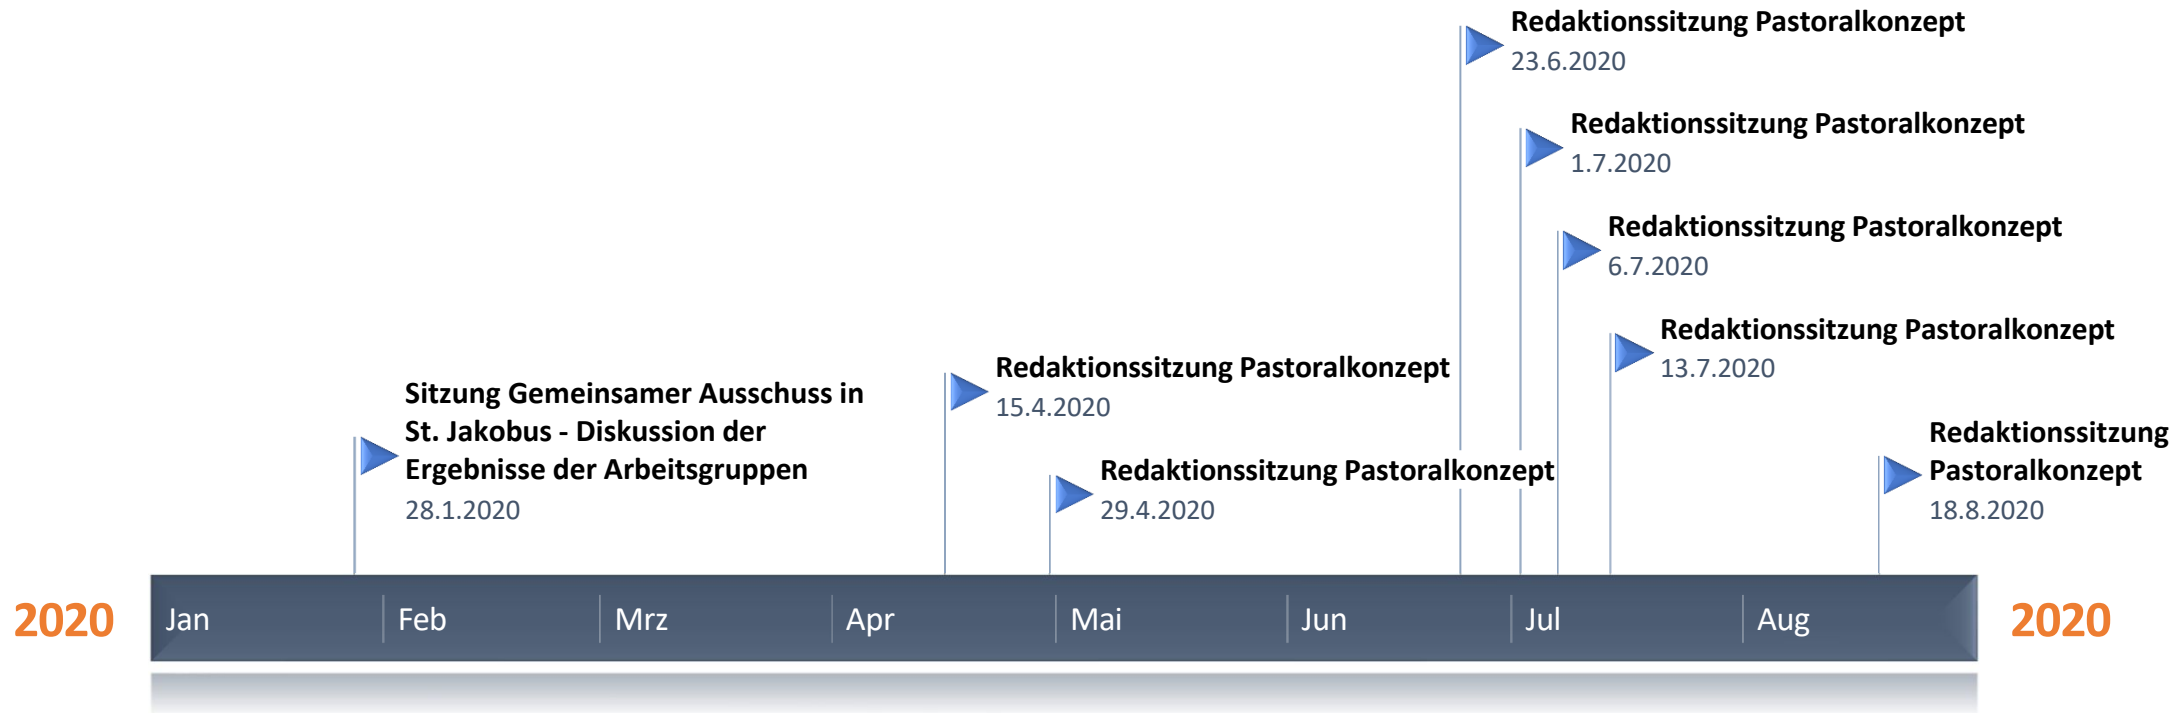 Redaktionssitzung Pastoralkonzept
23.6.2020
Redaktionssitzung Pastoralkonzept
1.7.2020
Redaktionssitzung Pastoralkonzept
6.7.2020
Redaktionssitzung Pastoralkonzept
13.7.2020
Redaktionssitzung Pastoralkonzept
15.4.2020
Sitzung Gemeinsamer Ausschuss in
St. Jakobus - Diskussion der
Ergebnisse der Arbeitsgruppen
28.1.2020
Redaktionssitzung Pastoralkonzept
29.4.2020
Redaktionssitzung
Pastoralkonzept
18.8.2020
2020 Jan Feb Mrz Apr Mai Jun Jul Aug 2020